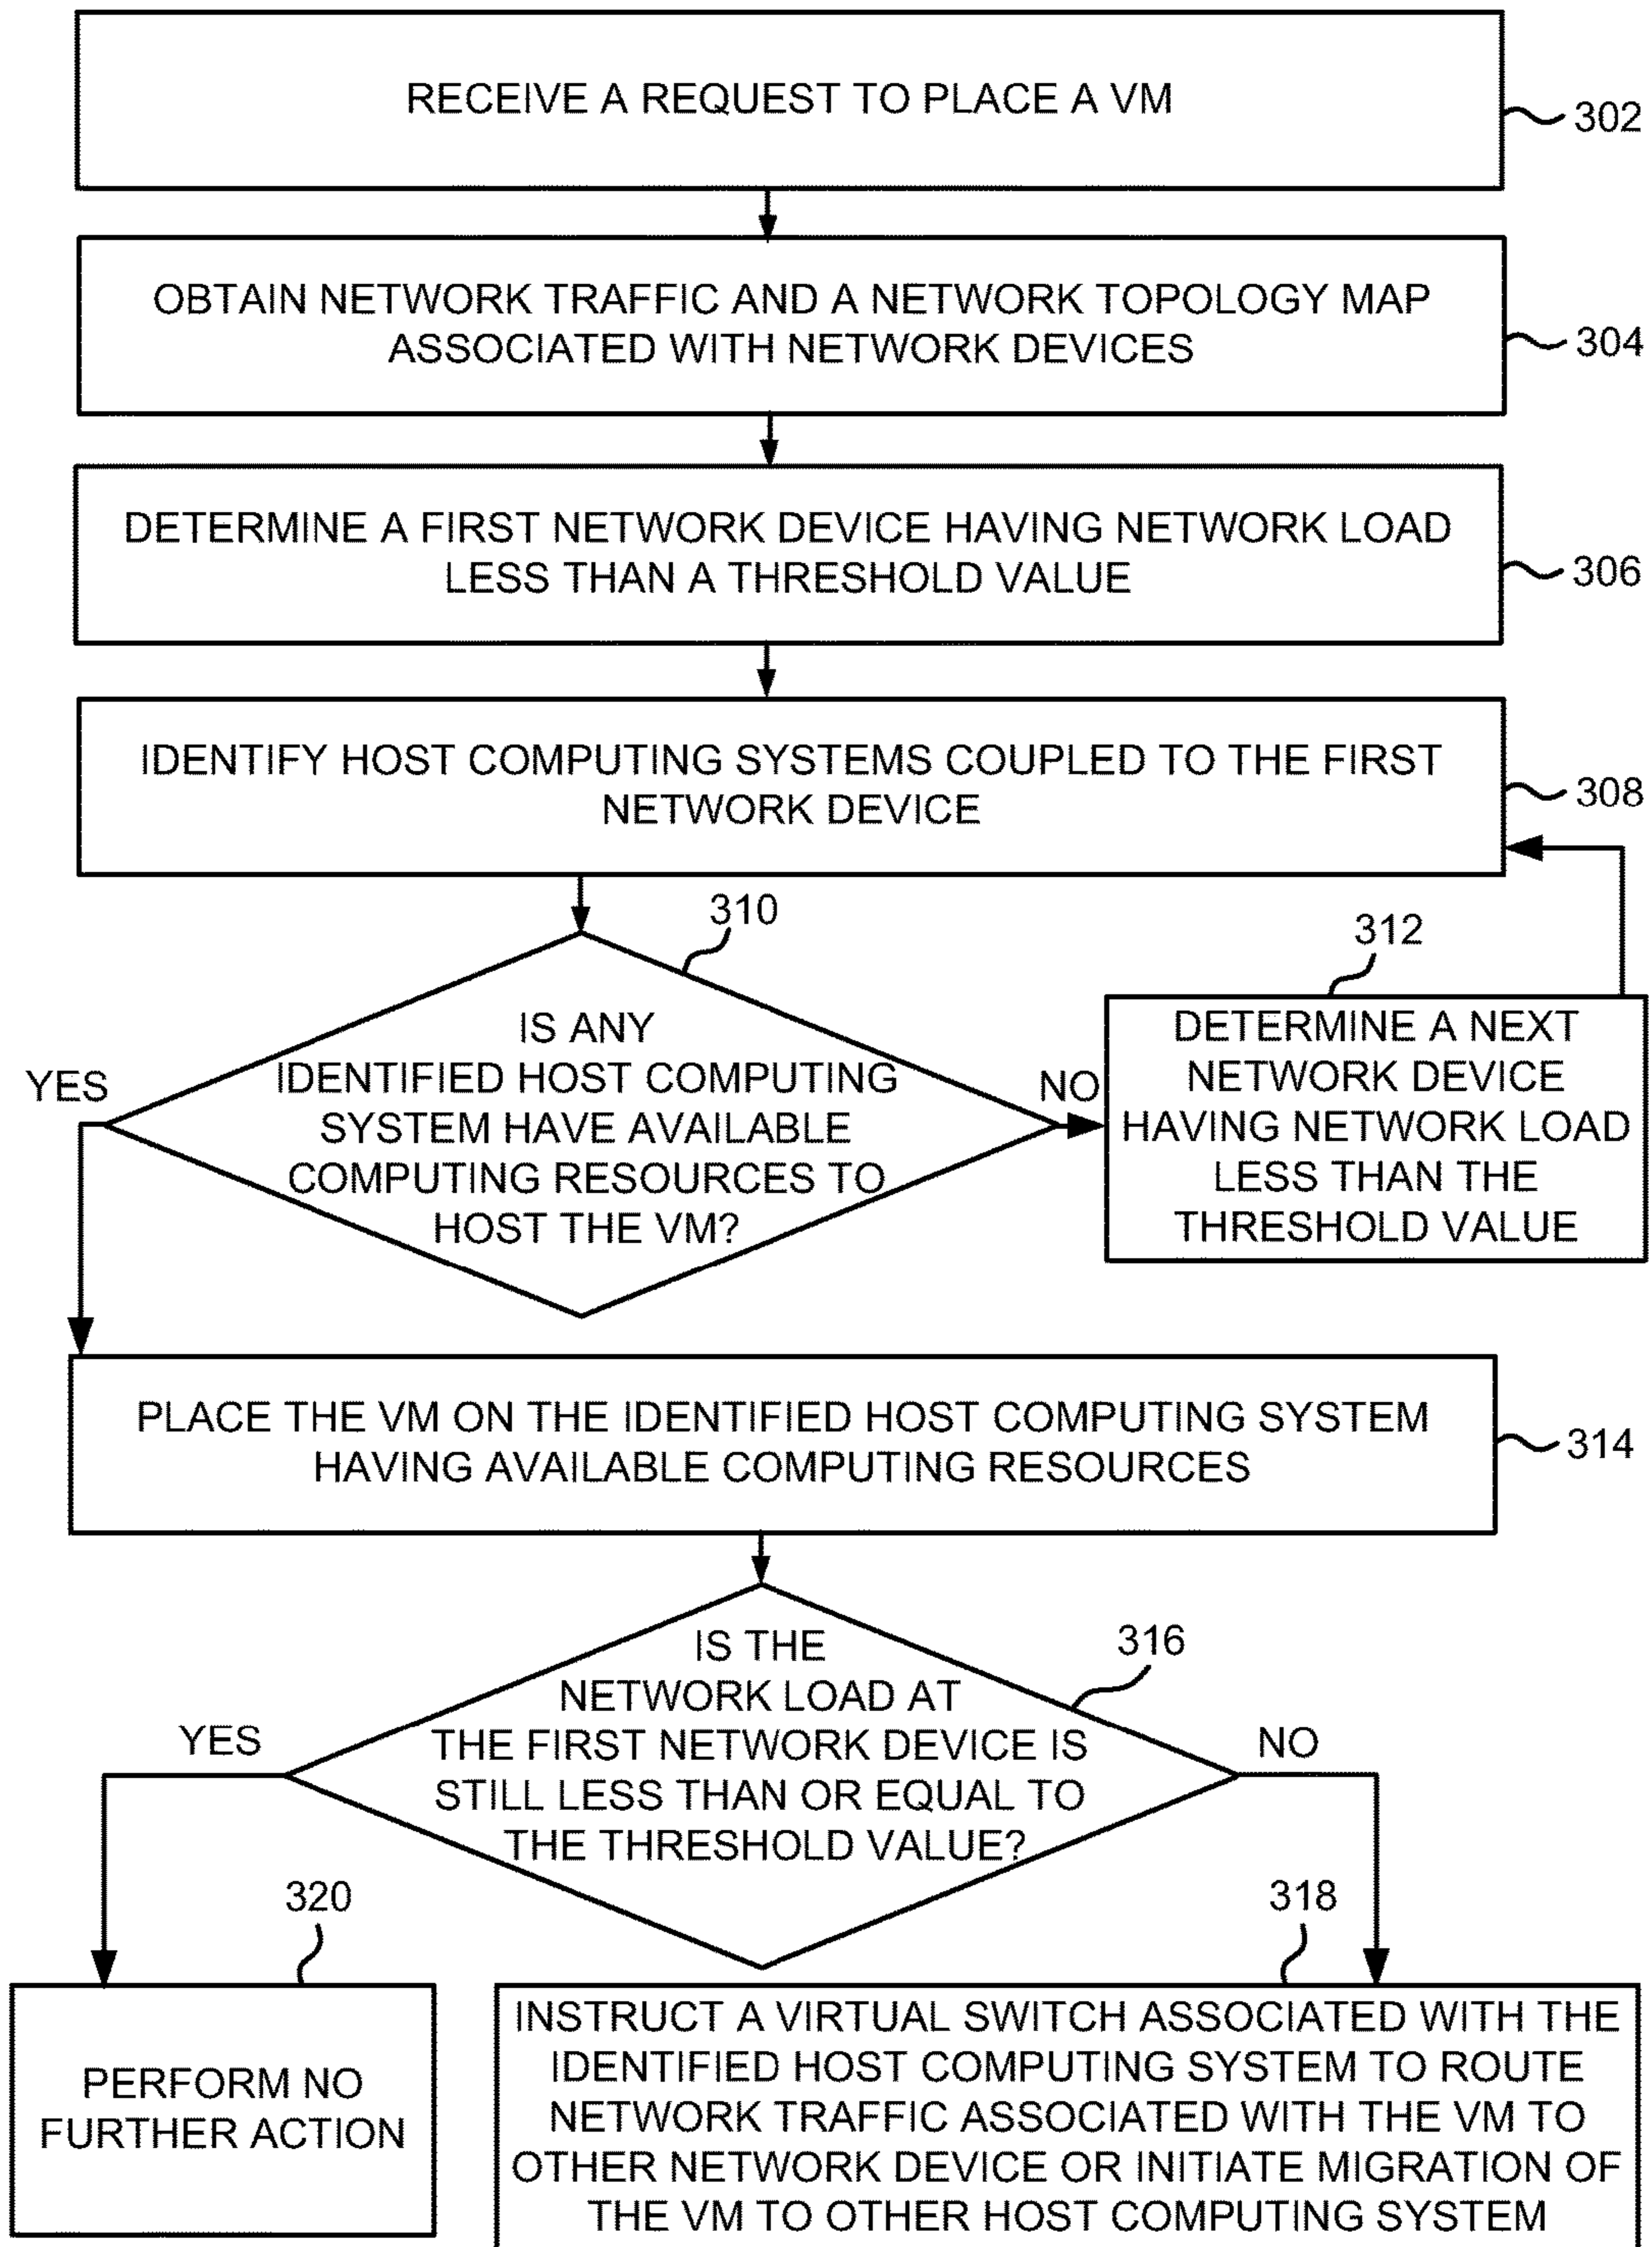 RECEIVE A REQUEST TO PLACE A VM
302
OBTAIN NETWORK TRAFFIC AND A NETWORK TOPOLOGY MAP
ASSOCIATED WITH NETWORK DEVICES
304
DETERMINE A FIRST NETWORK DEVICE HAVING NETWORK LOAD
LESS THAN A THRESHOLD VALUE
306
IDENTIFY HOST COMPUTING SYSTEMS COUPLED TO THE FIRST
NETWORK DEVICE
308
310
IS ANY
IDENTIFIED HOST COMPUTING
SYSTEM HAVE AVAILABLE
COMPUTING RESOURCES TO
HOST THE VM?
YES
NO
312
DETERMINE A NEXT
NETWORK DEVICE
HAVING NETWORK LOAD
LESS THAN THE
THRESHOLD VALUE
PLACE THE VM ON THE IDENTIFIED HOST COMPUTING SYSTEM
HAVING AVAILABLE COMPUTING RESOURCES
314
IS THE
NETWORK LOAD AT
THE FIRST NETWORK DEVICE IS
STILL LESS THAN OR EQUAL TO
THE THRESHOLD VALUE?
316
YES
NO
320
PERFORM NO
FURTHER ACTION
318
INSTRUCT A VIRTUAL SWITCH ASSOCIATED WITH THE
IDENTIFIED HOST COMPUTING SYSTEM TO ROUTE
NETWORK TRAFFIC ASSOCIATED WITH THE VM TO
OTHER NETWORK DEVICE OR INITIATE MIGRATION OF
THE VM TO OTHER HOST COMPUTING SYSTEM